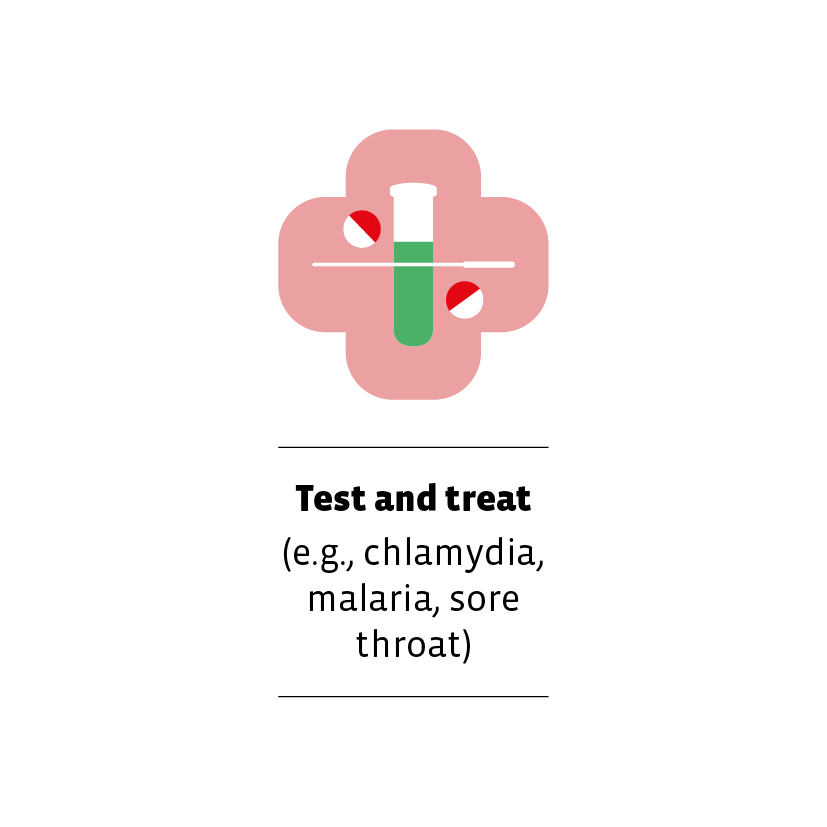 Test and treat
(e.g., chlamydia,
malaria, sore
throat)